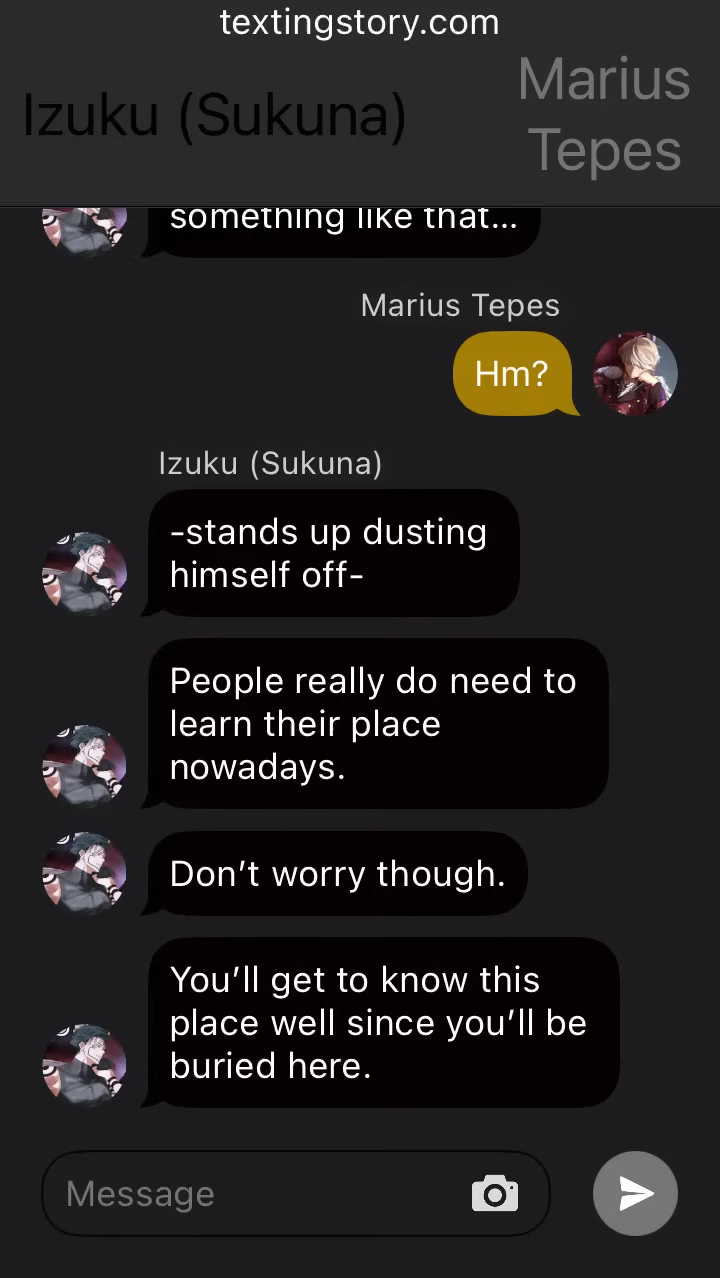 textingstory.com
Izuku (Sukuna)
Marius
Tepes
something like that...
Marius Tepes
Hm?
Izuku (Sukuna)
-stands up dusting
himself off-
People really do need to
learn their place
nowadays.
Don’t worry though.
You’ll get to know this
place well since you’ll be
buried here.
Message